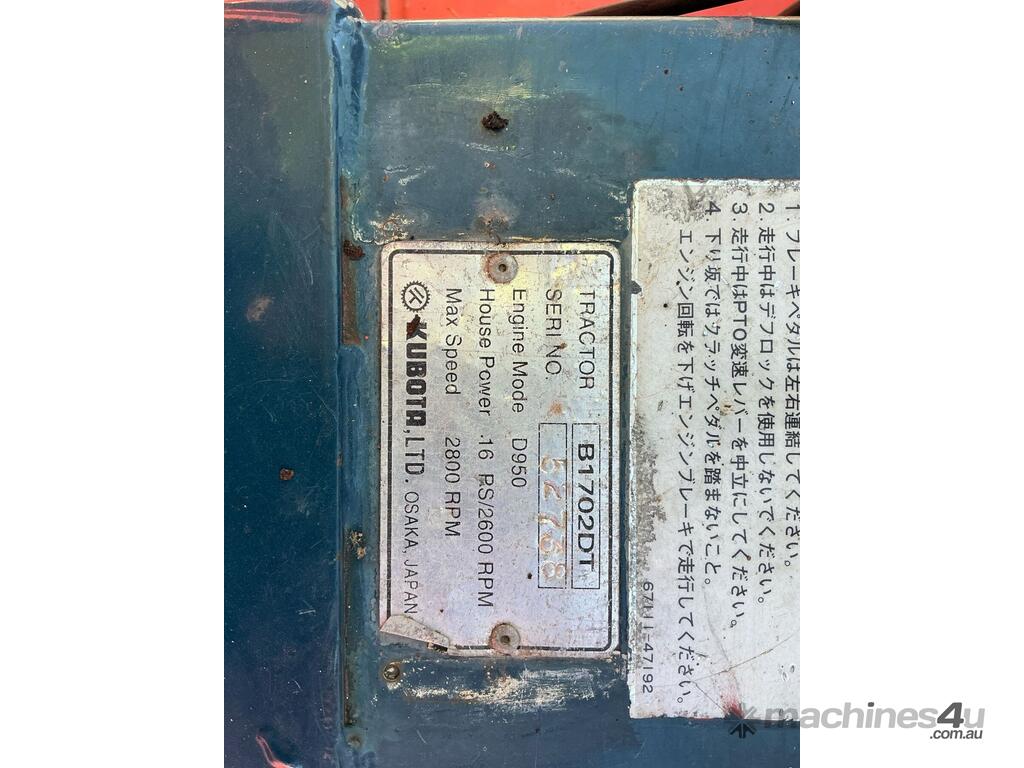 TRACTOR B1702DT
SERI NO. 52738
Engine Mode D950
House Power 16 PS/2600 RPM
Max Speed 2800 RPM
KUBOTA,LTD. OSAKA, JAPAN
1. ブレーキペダルは左右連結してください。
2. 走行中はデフロックを使用しないでください。
3. 走行中はPTO変速レバーを中立にしてください。
4. 下り坂ではクラッチペダルを踏まないこと。
エンジン回転を下げエンジンブレーキで走行してください。
67111-47192
machines4u
.com.au